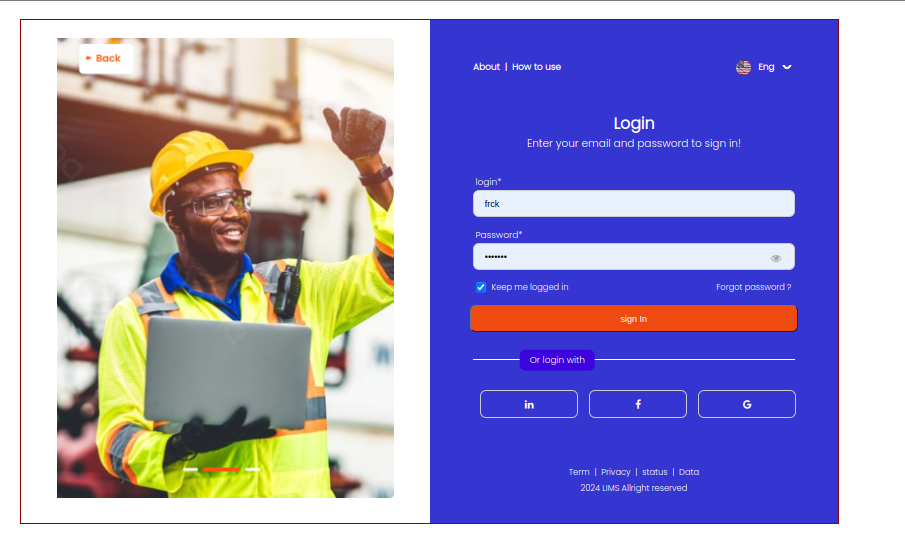 Back
About | How to use
Eng
Login
Enter your email and password to sign in!
login*
frck
Password*
•••••••
Keep me logged in
Forgot password ?
sign In
Or login with
in
f
G
Term | Privacy | status | Data
2024 LIMS Allright reserved